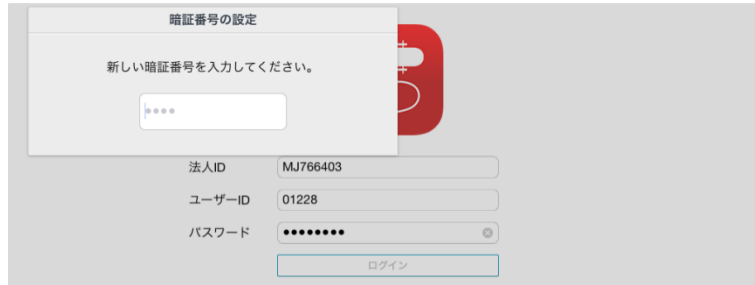 暗証番号の設定
新しい暗証番号を入力してください。
••••
法人ID MJ766403
ユーザーID 01228
パスワード ••••••••
ログイン